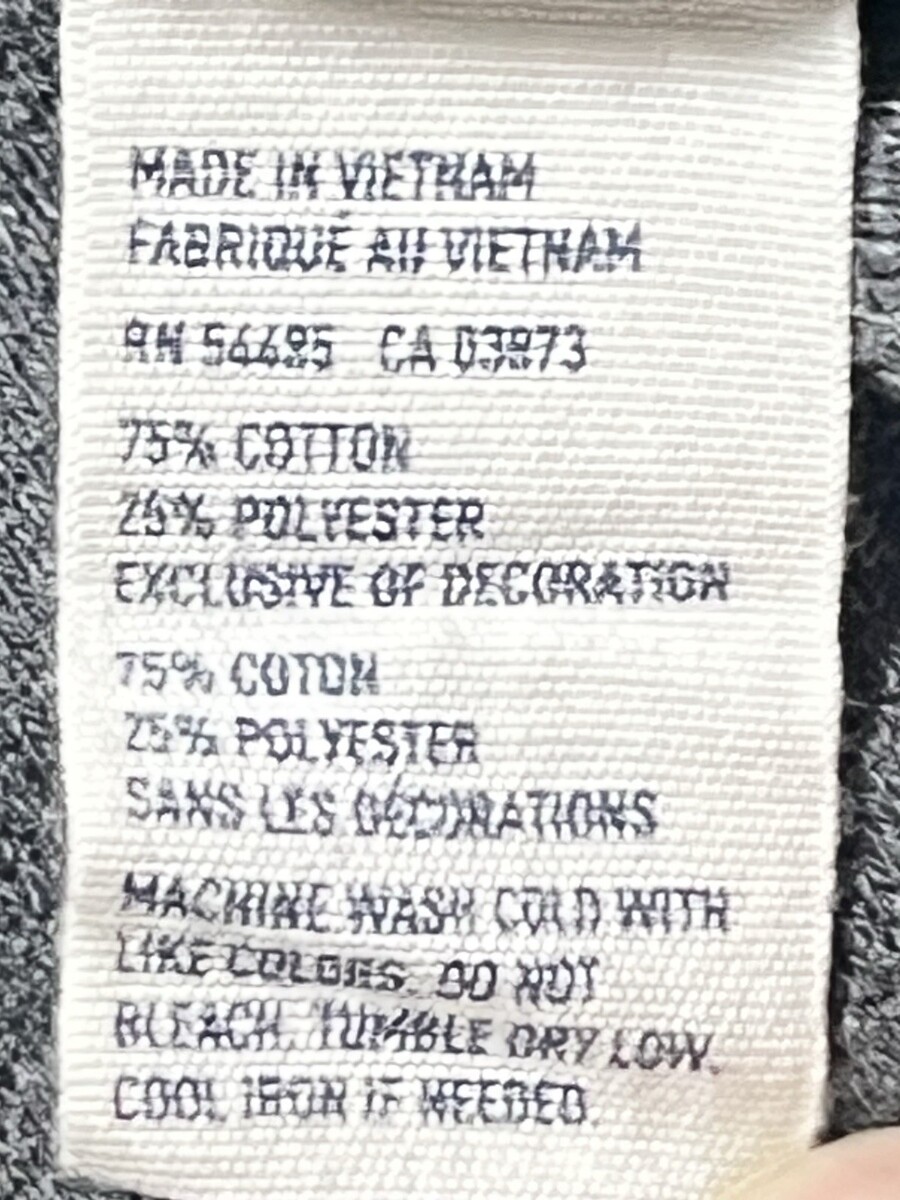 MADE IN VIETNAM
FABRIQUÉ AU VIETNAM
RN 56695 CA 03973
75% COTTON
25% POLYESTER
EXCLUSIVE OF DECORATION
75% COTON
25% POLYESTER
SANS LES DÉCORATIONS
MACHINE WASH COLD WITH
LIKE COLORS. DO NOT
BLEACH. TUMBLE DRY LOW.
COOL IRON IF NEEDED.